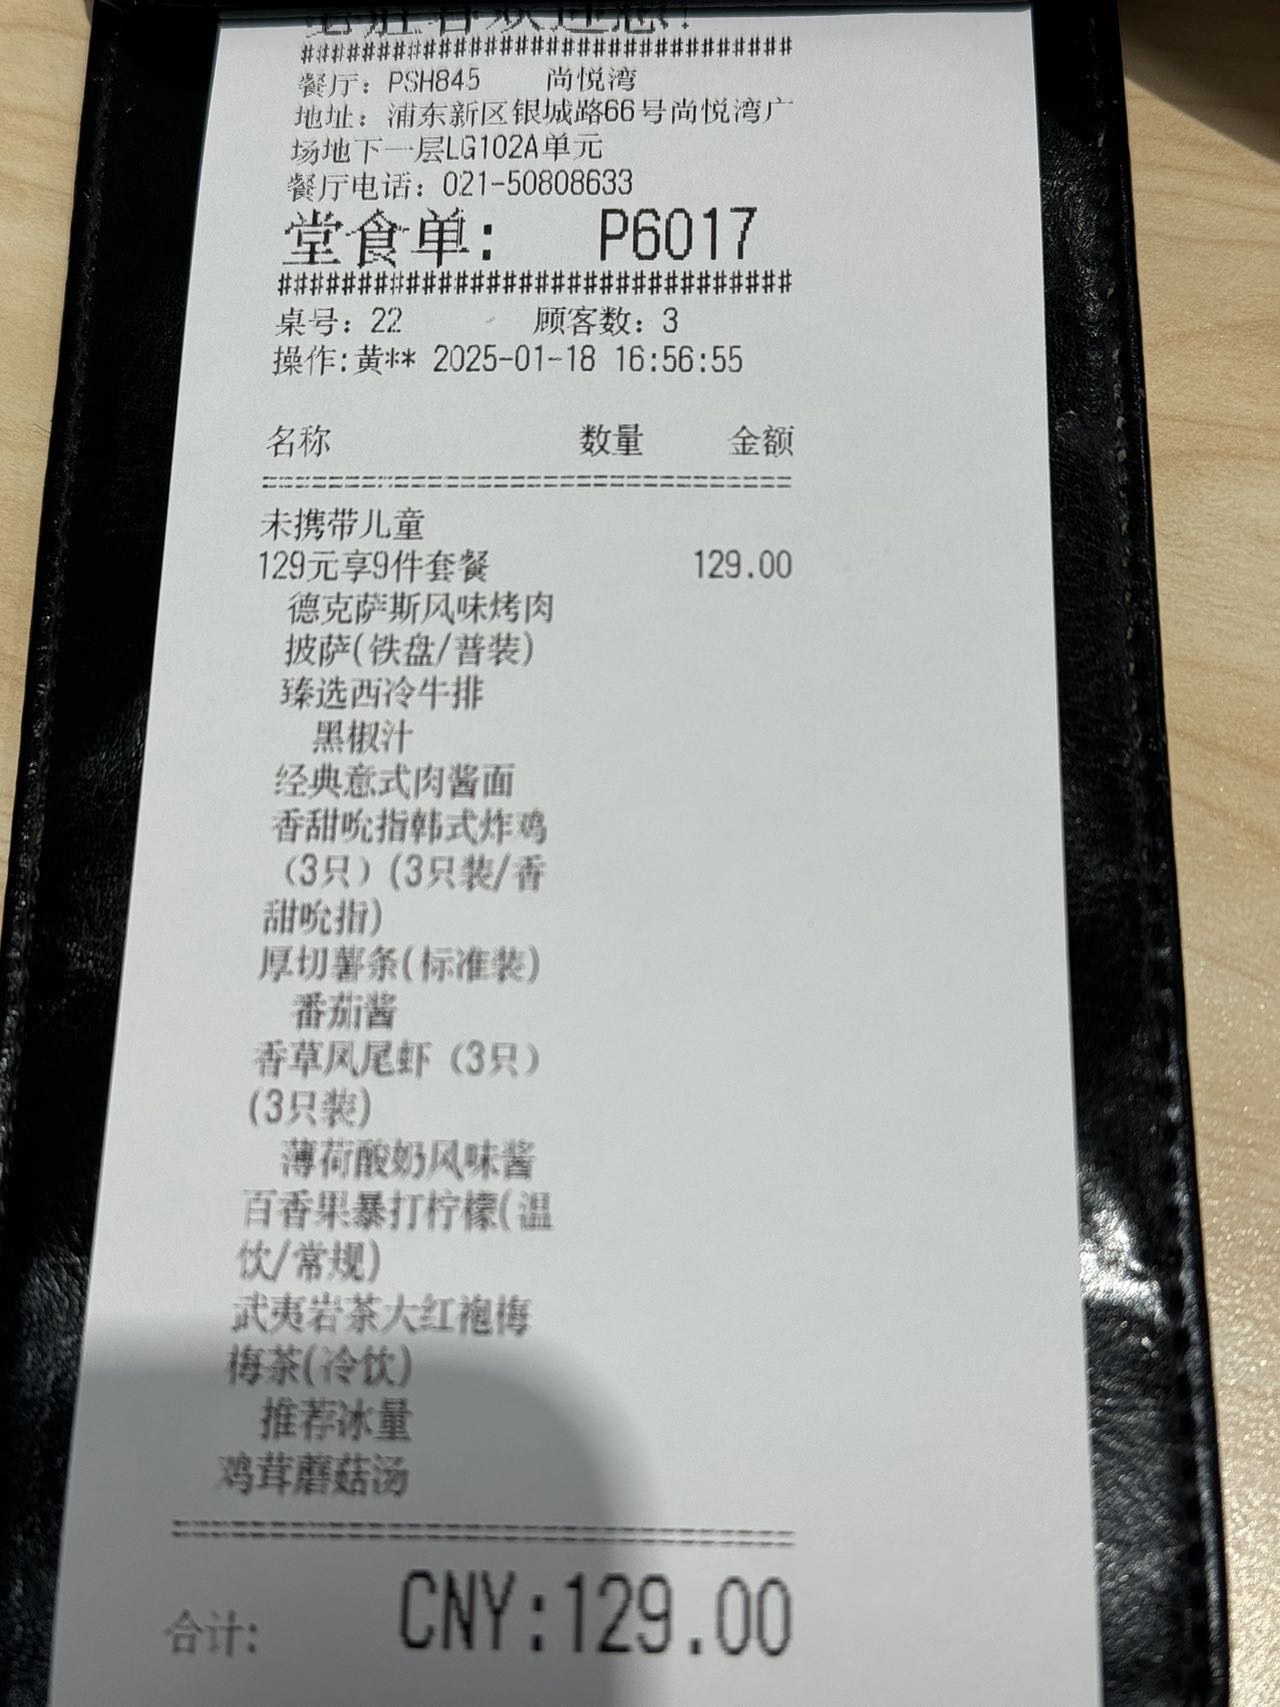 必胜客欢迎您!
#################################
餐厅: PSH845 尚悦湾
地址: 浦东新区银城路66号尚悦湾广
场地下一层LG102A单元
餐厅电话: 021-50808633
堂食单: P6017
#################################
桌号: 22 顾客数: 3
操作:黄** 2025-01-18 16:56:55
名称 数量 金额
=================================
未携带儿童
129元享9件套餐 129.00
德克萨斯风味烤肉
披萨(铁盘/普装)
臻选西冷牛排
黑椒汁
经典意式肉酱面
香甜吮指韩式炸鸡
（3只）(3只装/香
甜吮指)
厚切薯条(标准装)
番茄酱
香草凤尾虾（3只）
(3只装)
薄荷酸奶风味酱
百香果暴打柠檬(温
饮/常规)
武夷岩茶大红袍梅
梅茶(冷饮)
推荐冰量
鸡茸蘑菇汤
=================================
合计: CNY:129.00